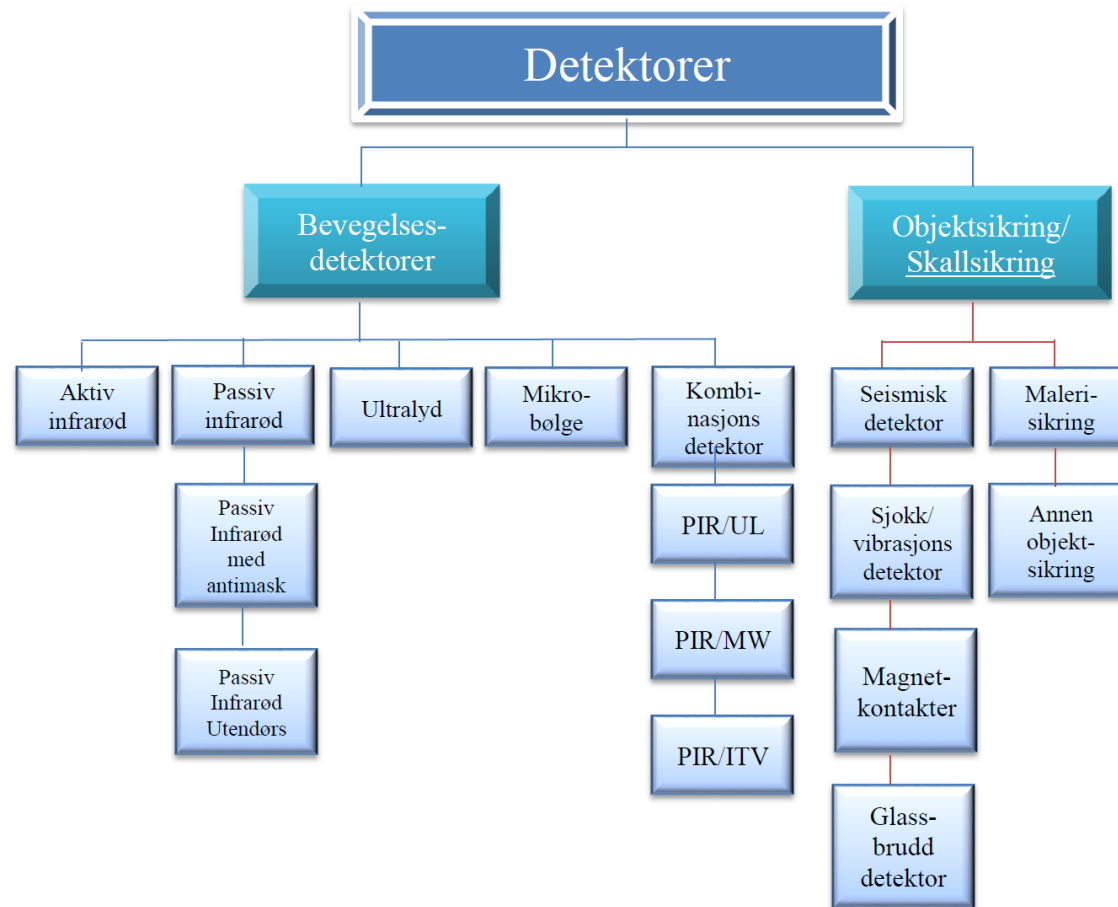 Detektorer
Bevegelses-
detektorer
Objektsikring/
Skallsikring
Aktiv
infrarød
Passiv
infrarød
Ultralyd
Mikro-
bølge
Kombi-
nasjons
detektor
Seismisk
detektor
Maleri-
sikring
Passiv
Infrarød
med
antimask
PIR/UL
Sjokk/
vibrasjons
detektor
Annen
objekt-
sikring
Passiv
Infrarød
Utendørs
PIR/MW
Magnet-
kontakter
PIR/ITV
Glass-
brudd
detektor